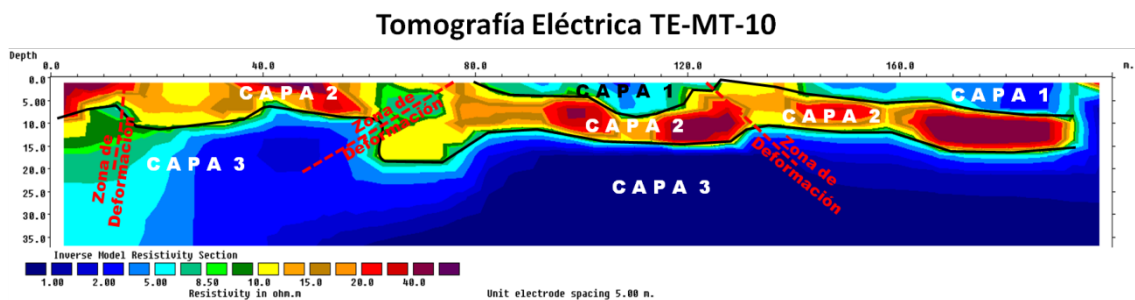 Tomografía Eléctrica TE-MT-10
Depth
0.0 40.0 80.0 120.0 160.0 m.
0.0
5.00
10.0
15.0
20.0
25.0
30.0
35.0
CAPA 2
CAPA 1
CAPA 1
CAPA 2
CAPA 2
CAPA 3
CAPA 3
Zona de
Deformación
Zona de
Deformación
Zona de
Deformación
Inverse Model Resistivity Section
1.00 2.00 5.00 8.50 10.0 15.0 20.0 40.0
Resistivity in ohm.m
Unit electrode spacing 5.00 m.